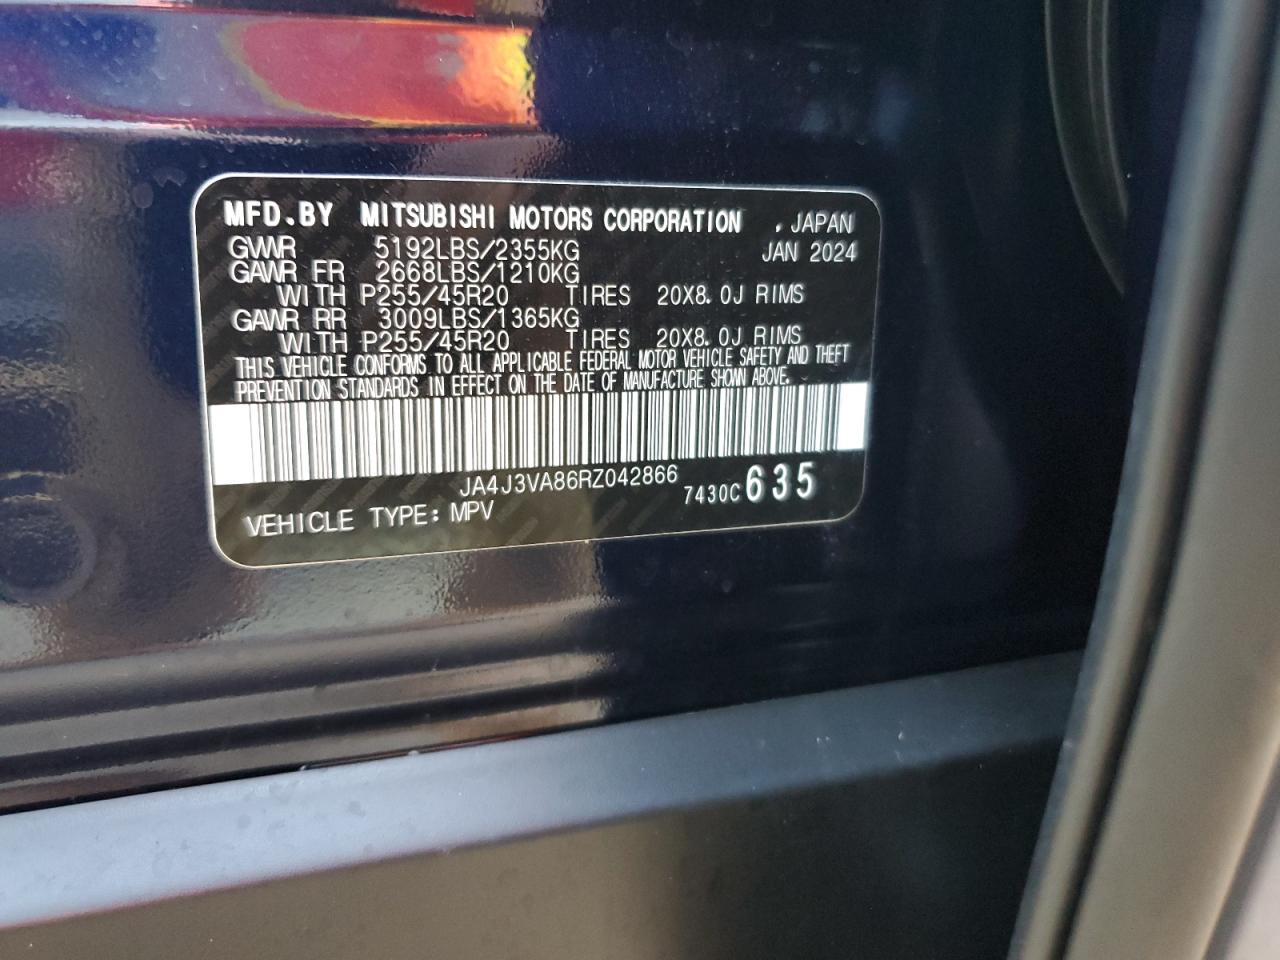 MFD.BY MITSUBISHI MOTORS CORPORATION , JAPAN
GVWR 5192LBS/2355KG JAN 2024
GAWR FR 2668LBS/1210KG
WITH P255/45R20 TIRES 20X8.0J RIMS
GAWR RR 3009LBS/1365KG
WITH P255/45R20 TIRES 20X8.0J RIMS
THIS VEHICLE CONFORMS TO ALL APPLICABLE FEDERAL MOTOR VEHICLE SAFETY AND THEFT
PREVENTION STANDARDS IN EFFECT ON THE DATE OF MANUFACTURE SHOWN ABOVE.
JA4J3VA86RZ042866 7430C 635
VEHICLE TYPE: MPV